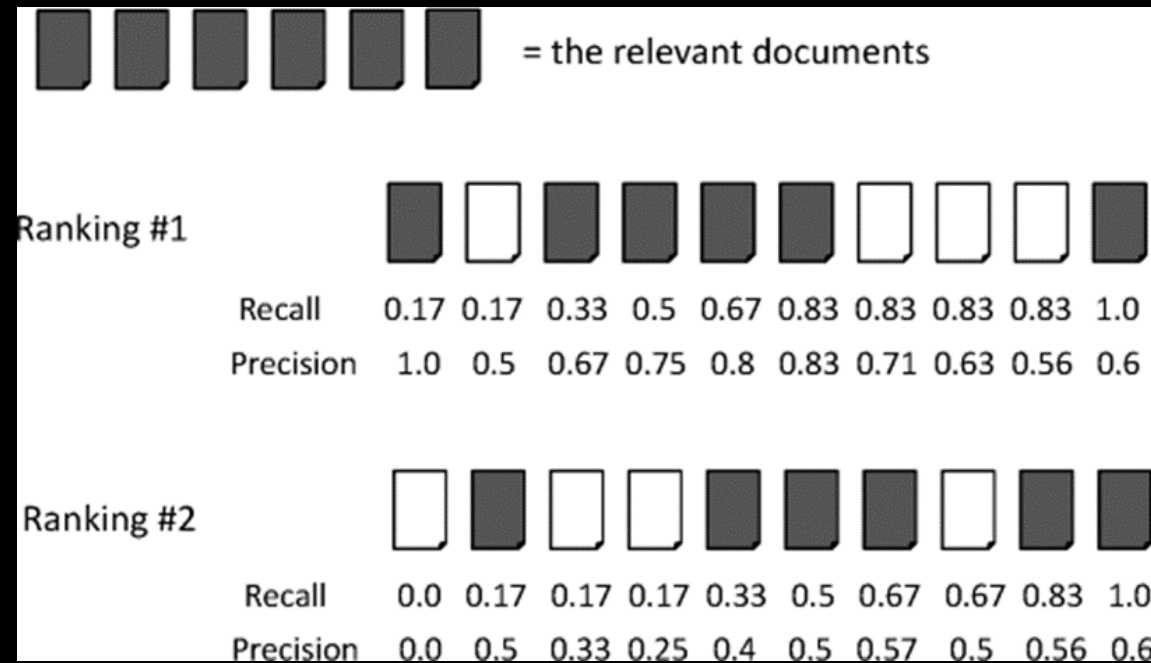 = the relevant documents
Ranking #1
Recall 0.17 0.17 0.33 0.5 0.67 0.83 0.83 0.83 0.83 1.0
Precision 1.0 0.5 0.67 0.75 0.8 0.83 0.71 0.63 0.56 0.6
Ranking #2
Recall 0.0 0.17 0.17 0.17 0.33 0.5 0.67 0.67 0.83 1.0
Precision 0.0 0.5 0.33 0.25 0.4 0.5 0.57 0.5 0.56 0.6